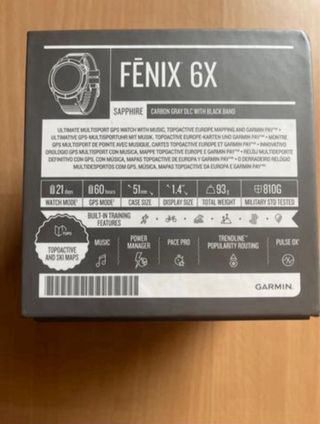 FĒNIX 6X
SAPPHIRE CARBON GRAY DLC WITH BLACK BAND
ULTIMATE MULTISPORT GPS WATCH WITH MUSIC, TOPOACTIVE EUROPE MAPPING AND GARMIN PAY™ •
ULTIMATIVE GPS-MULTISPORTUHR MIT MUSIK, TOPOACTIVE EUROPE-KARTEN UND GARMIN PAY™ • MONTRE
GPS MULTISPORT DE POINTE AVEC MUSIQUE, CARTES TOPOACTIVE EUROPE ET GARMIN PAY™ •
OROLOGIO GPS MULTISPORT CON MUSICA, MAPPE TOPOACTIVE EUROPE E GARMIN PAY™ • RELOJ MULTIDEPORTE
DEFINITIVO CON GPS, MÚSICA, MAPAS TOPOACTIVE DE EUROPA Y GARMIN PAY™ • O DERRADEIRO RELÓGIO
MULTIDESPORTOS COM GPS, MÚSICA, MAPAS TOPOACTIVE DA EUROPA E GARMIN PAY™
21 days 60 hours 51 mm 1.4" 93 g 810G
WATCH MODE GPS MODE CASE SIZE DISPLAY SIZE TOTAL WEIGHT MILITARY STD TESTED
BUILT-IN TRAINING
FEATURES
TOPO
TOPOACTIVE
AND SKI MAPS
MUSIC
POWER
MANAGER
PACE PRO
TRENDLINE™
POPULARITY ROUTING
PULSE OX
GARMIN